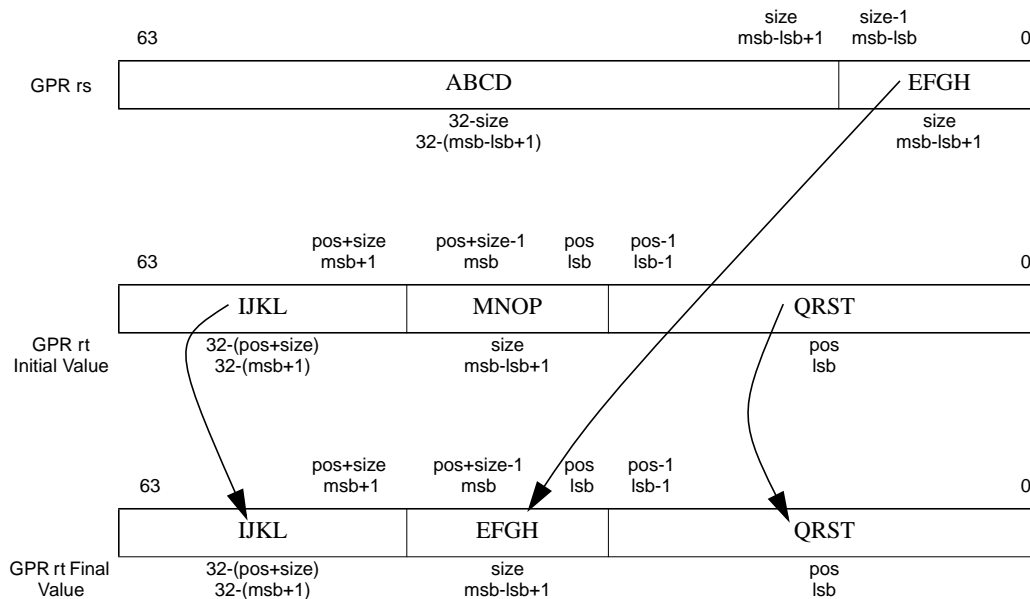 size size-1
63 msb-lsb+1 msb-lsb 0
GPR rs ABCD EFGH
32-size size
32-(msb-lsb+1) msb-lsb+1
pos+size pos+size-1 pos pos-1
63 msb+1 msb lsb lsb-1 0
IJKL MNOP QRST
GPR rt 32-(pos+size) size pos
Initial Value 32-(msb+1) msb-lsb+1 lsb
pos+size pos+size-1 pos pos-1
63 msb+1 msb lsb lsb-1 0
IJKL EFGH QRST
GPR rt Final 32-(pos+size) size pos
Value 32-(msb+1) msb-lsb+1 lsb